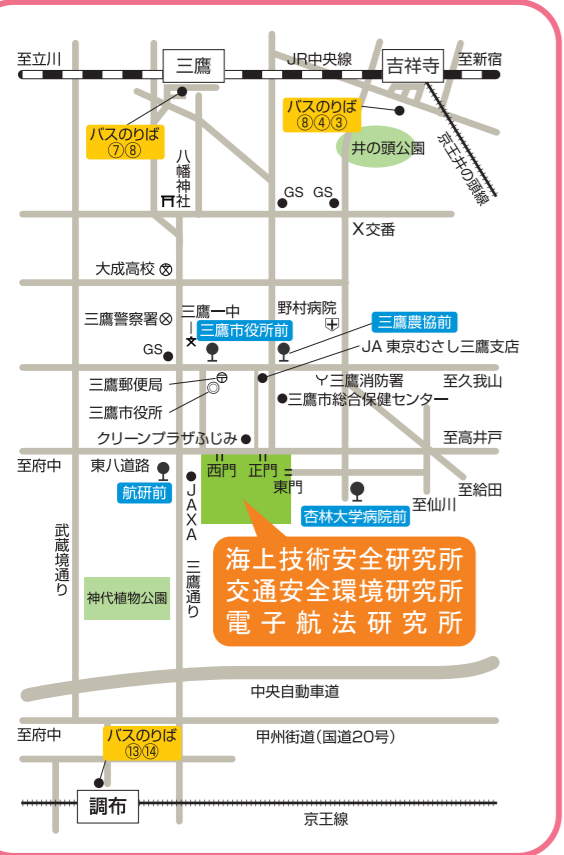 至立川
三鷹
JR中央線
吉祥寺
至新宿
バスのりば
⑦⑧
バスのりば
⑧④③
京王井の頭線
井の頭公園
八幡神社
GS
GS
X交番
大成高校
三鷹警察署
三鷹一中
野村病院
三鷹市役所前
三鷹農協前
GS
JA 東京むさし三鷹支店
三鷹郵便局
三鷹消防署
至久我山
三鷹市役所
三鷹市総合保健センター
クリーンプラザふじみ
至高井戸
至府中
東八道路
西門
正門
東門
至給田
航研前
JAXA
杏林大学病院前
至仙川
武蔵境通り
三鷹通り
海上技術安全研究所
交通安全環境研究所
電子航法研究所
神代植物公園
中央自動車道
至府中
バスのりば
⑬⑭
甲州街道(国道20号)
調布
京王線